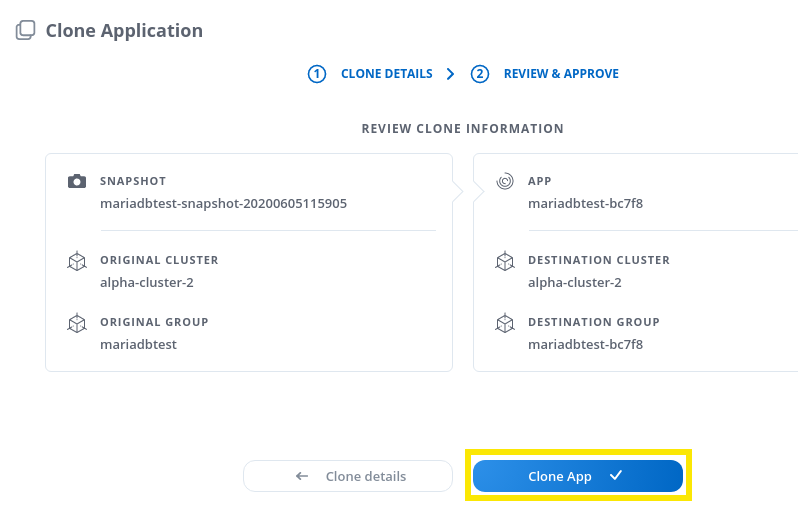 Clone Application
1 CLONE DETAILS 2 REVIEW & APPROVE
REVIEW CLONE INFORMATION
SNAPSHOT
mariadbtest-snapshot-20200605115905
ORIGINAL CLUSTER
alpha-cluster-2
ORIGINAL GROUP
mariadbtest
APP
mariadbtest-bc7f8
DESTINATION CLUSTER
alpha-cluster-2
DESTINATION GROUP
mariadbtest-bc7f8
Clone details
Clone App